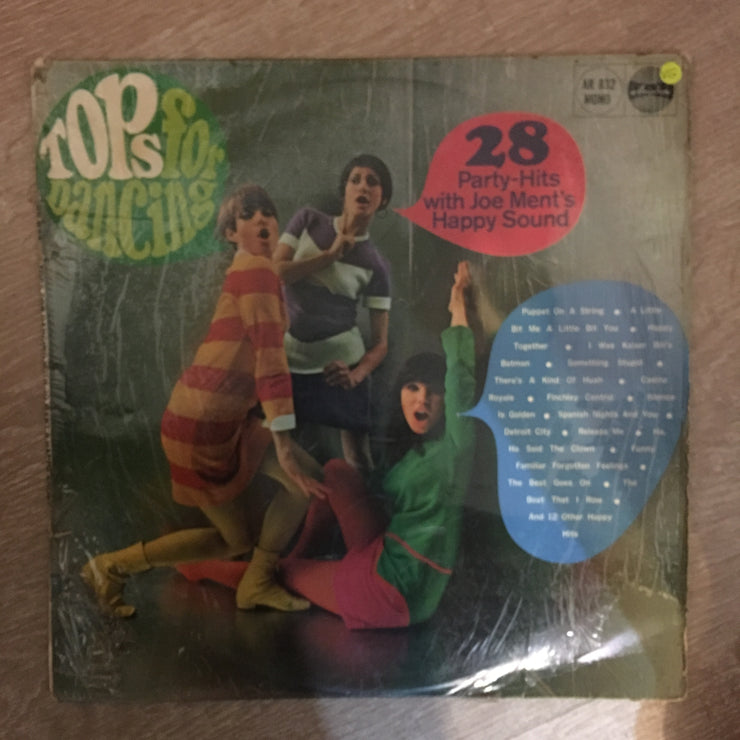 TOPs for
Dancing
28
Party-Hits
with Joe Ment's
Happy Sound
MONO
Puppet On A String • A Little
Bit Me A Little Bit You • Happy
Together • I Was Kaiser Bill's
Batman • Something Stupid •
There's A Kind Of Hush • Casino
Royale • Finchley Central • Silence
Is Golden • Spanish Nights And You •
Detroit City • Release Me • Ha,
Ha Said The Clown • Funny
Familiar Forgotten Feelings •
The Beat Goes On • The
Boat That I Row •
And 12 Other Happy
Hits